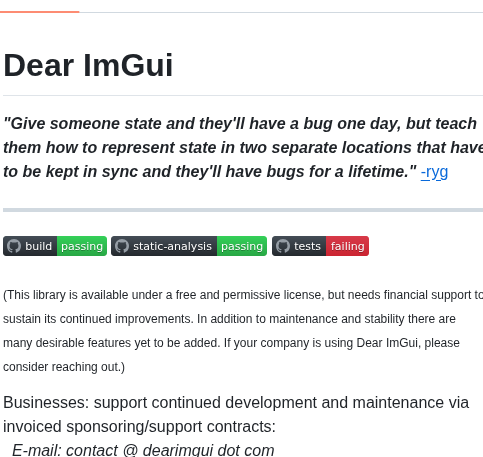 Dear ImGui
"Give someone state and they'll have a bug one day, but teach
them how to represent state in two separate locations that have
to be kept in sync and they'll have bugs for a lifetime." -ryg
build passing static-analysis passing tests failing
(This library is available under a free and permissive license, but needs financial support to
sustain its continued improvements. In addition to maintenance and stability there are
many desirable features yet to be added. If your company is using Dear ImGui, please
consider reaching out.)
Businesses: support continued development and maintenance via
invoiced sponsoring/support contracts:
E-mail: contact @ dearimgui dot com